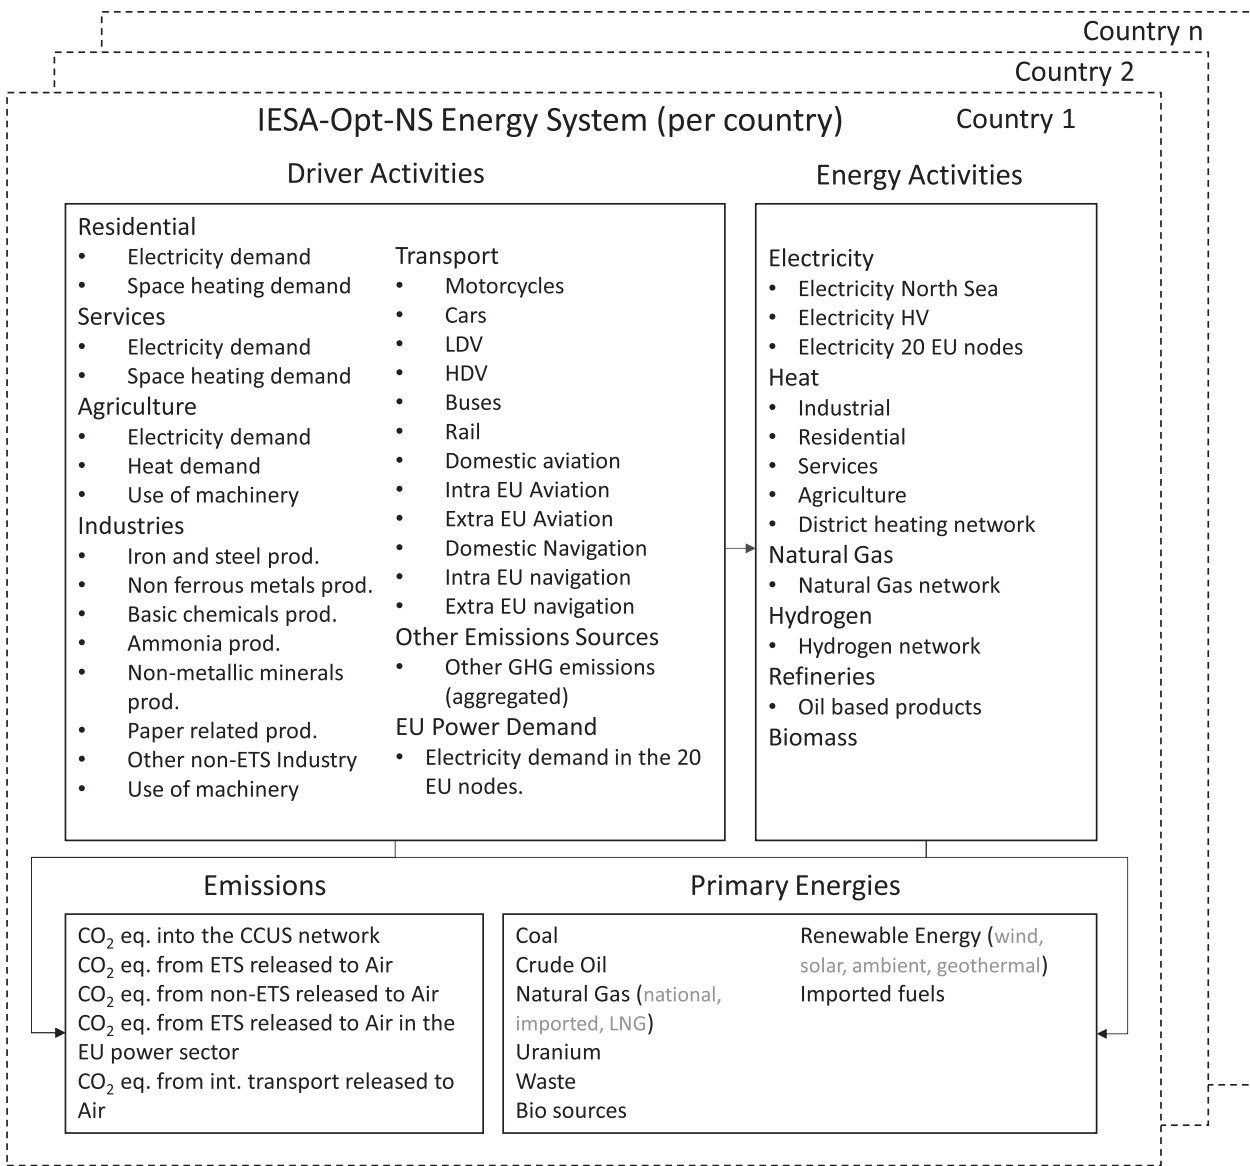 Country n
Country 2
IESA-Opt-NS Energy System (per country)
Country 1
Driver Activities
Residential
• Electricity demand
• Space heating demand
Services
• Electricity demand
• Space heating demand
Agriculture
• Electricity demand
• Heat demand
• Use of machinery
Industries
• Iron and steel prod.
• Non ferrous metals prod.
• Basic chemicals prod.
• Ammonia prod.
• Non-metallic minerals
prod.
• Paper related prod.
• Other non-ETS Industry
• Use of machinery
Transport
• Motorcycles
• Cars
• LDV
• HDV
• Buses
• Rail
• Domestic aviation
• Intra EU Aviation
• Extra EU Aviation
• Domestic Navigation
• Intra EU navigation
• Extra EU navigation
Other Emissions Sources
• Other GHG emissions
(aggregated)
EU Power Demand
• Electricity demand in the 20
EU nodes.
Energy Activities
Electricity
• Electricity North Sea
• Electricity HV
• Electricity 20 EU nodes
Heat
• Industrial
• Residential
• Services
• Agriculture
• District heating network
Natural Gas
• Natural Gas network
Hydrogen
• Hydrogen network
Refineries
• Oil based products
Biomass
Emissions
CO₂ eq. into the CCUS network
CO₂ eq. from ETS released to Air
CO₂ eq. from non-ETS released to Air
CO₂ eq. from ETS released to Air in the
EU power sector
CO₂ eq. from int. transport released to
Air
Primary Energies
Coal
Crude Oil
Natural Gas (national,
imported, LNG)
Uranium
Waste
Bio sources
Renewable Energy (wind,
solar, ambient, geothermal)
Imported fuels